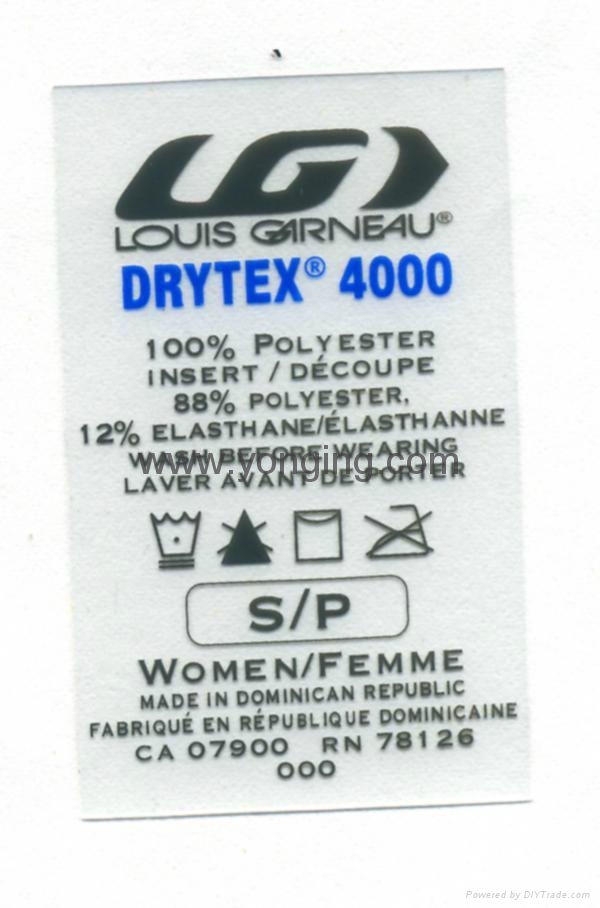 LG
LOUIS GARNEAU®
DRYTEX® 4000
100% POLYESTER
INSERT / DÉCOUPE
88% POLYESTER,
12% ELASTHANE/ÉLASTHANNE
WASH BEFORE WEARING
www.yonging.com
LAVER AVANT DE PORTER
S/P
WOMEN/FEMME
MADE IN DOMINICAN REPUBLIC
FABRIQUÉ EN RÉPUBLIQUE DOMINICAINE
CA 07900 RN 78126
000
Powered by DIYTrade.com